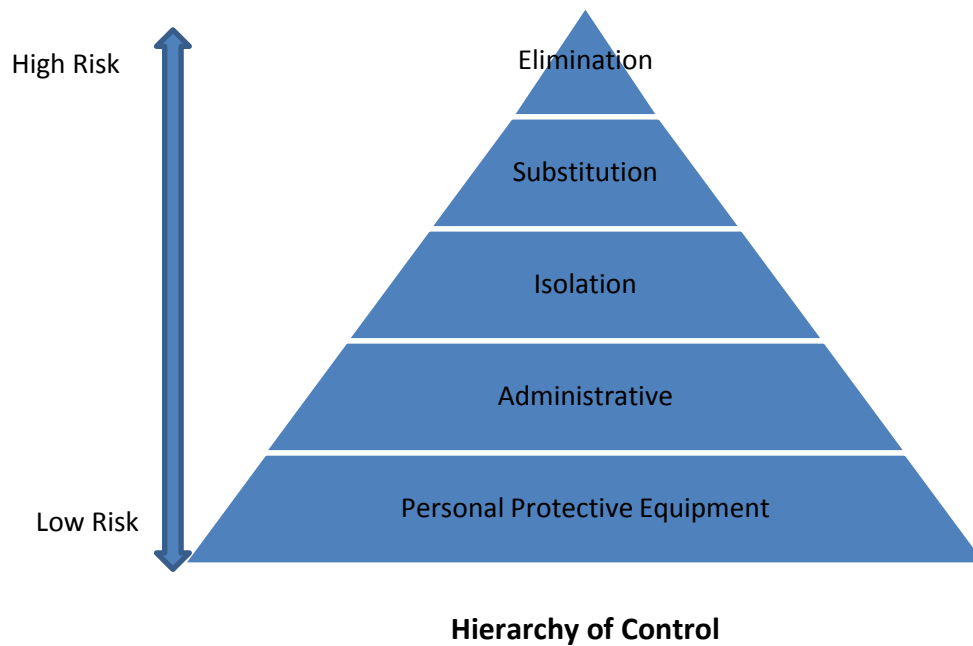 High Risk
Elimination
Substitution
Isolation
Administrative
Personal Protective Equipment
Low Risk
Hierarchy of Control